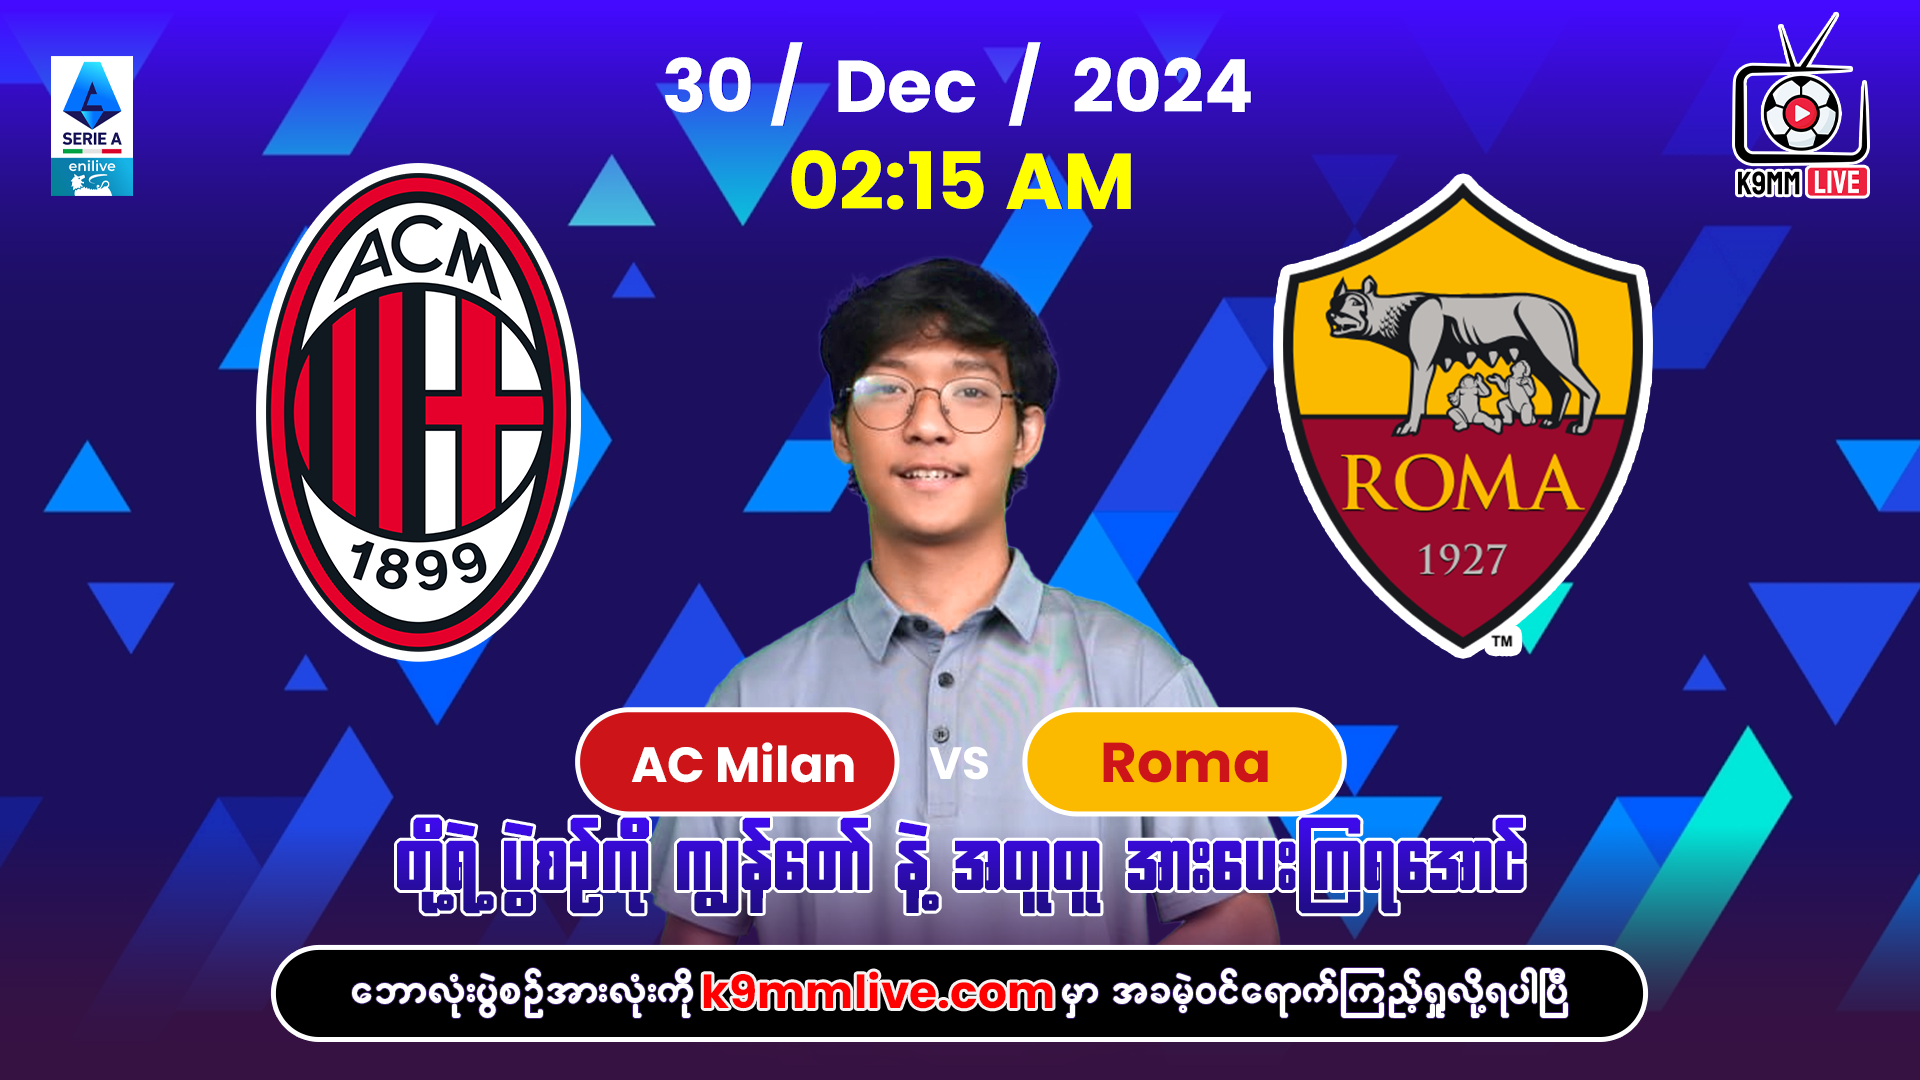 30 / Dec / 2024
02:15 AM
SERIE A
enilive
K9MM LIVE
ACM
1899
ROMA
1927
TM
AC Milan VS Roma
တို့ရဲ့ ပွဲစဉ်ကို ကျွန်တော် နဲ့ အတူတူ အားပေးကြရအောင်
ဘောလုံးပွဲစဉ်အားလုံးကို k9mmlive.com မှာ အခမဲ့ဝင်ရောက်ကြည့်ရှုလို့ရပါပြီ